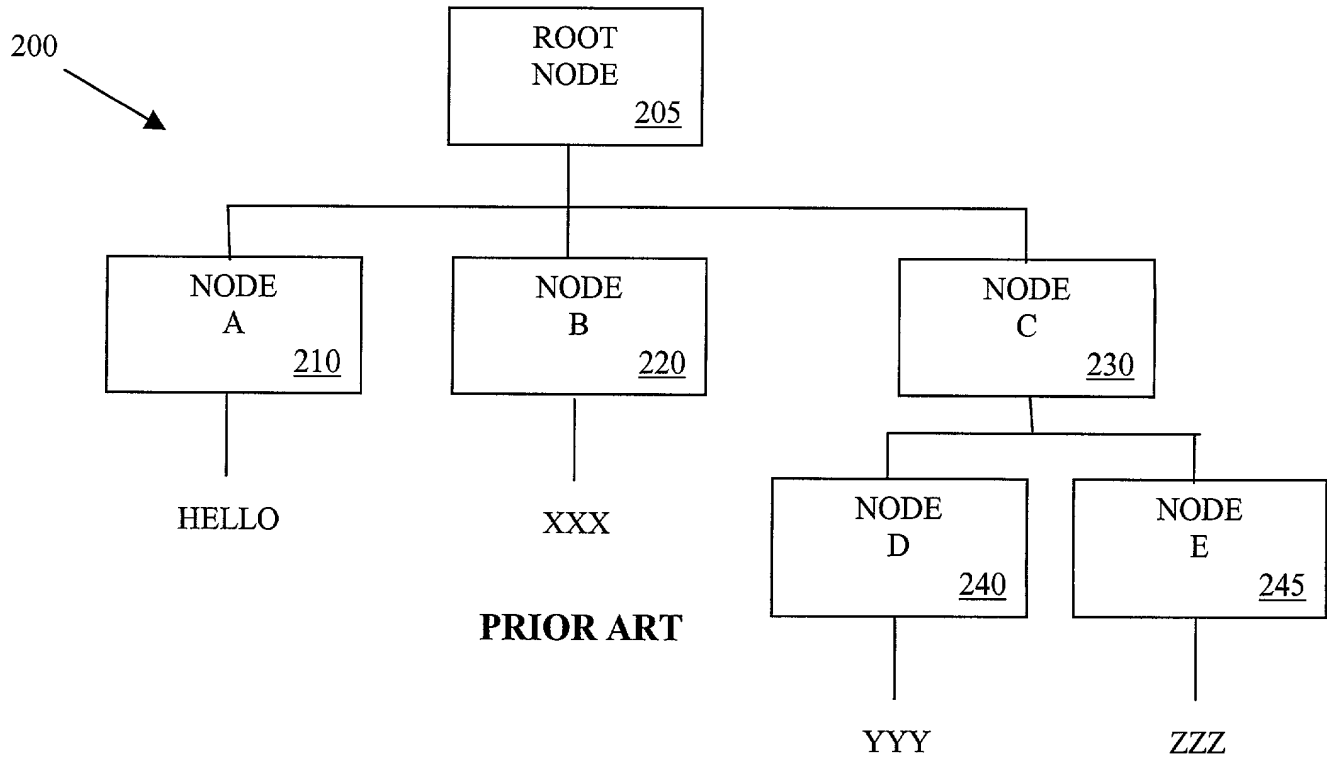 200
ROOT
NODE
205
NODE
A
210
NODE
B
220
NODE
C
230
HELLO
XXX
NODE
D
240
NODE
E
245
PRIOR ART
YYY
ZZZ